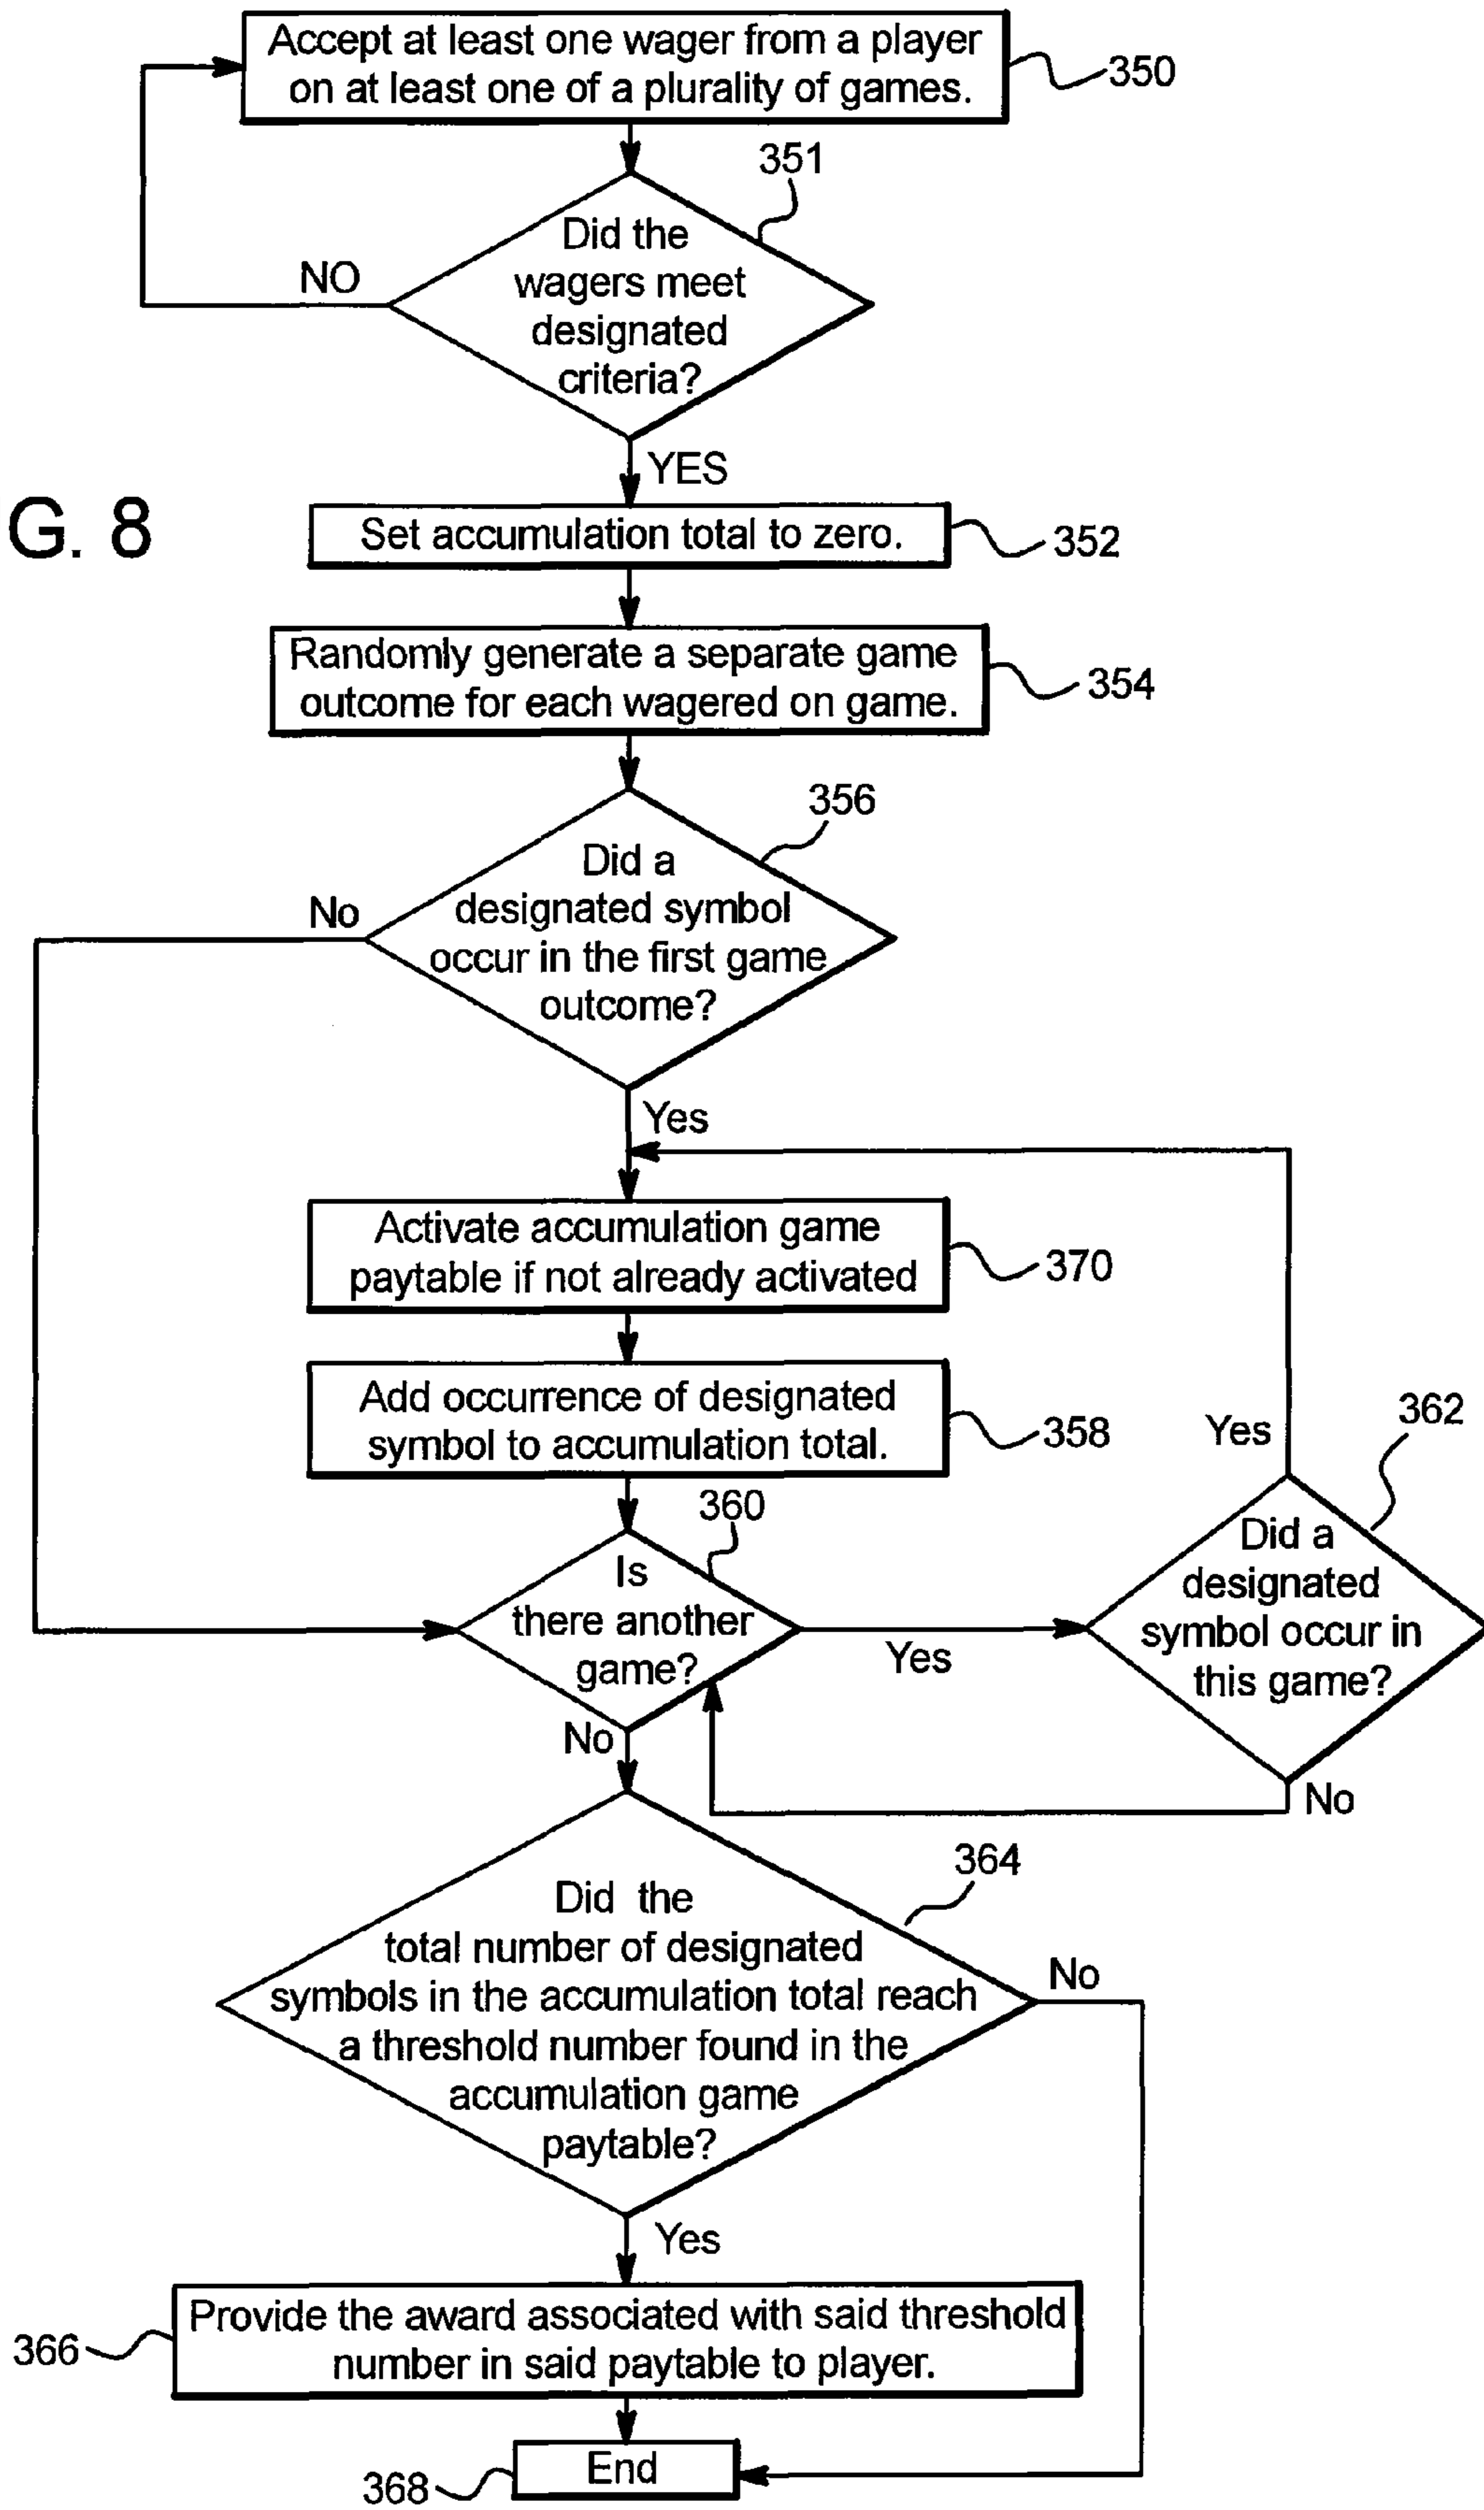 Accept at least one wager from a player
on at least one of a plurality of games.
350
351
Did the
wagers meet
designated
criteria?
NO
YES
G. 8
Set accumulation total to zero.
352
Randomly generate a separate game
outcome for each wagered on game.
354
356
Did a
designated symbol
occur in the first game
outcome?
No
Yes
Activate accumulation game
paytable if not already activated
370
Add occurrence of designated
symbol to accumulation total.
358
360
Is
there another
game?
Yes
No
362
Yes
Did a
designated
symbol occur in
this game?
No
364
Did the
total number of designated
symbols in the accumulation total reach
a threshold number found in the
accumulation game
paytable?
No
Yes
Provide the award associated with said threshold
number in said paytable to player.
366
End
368